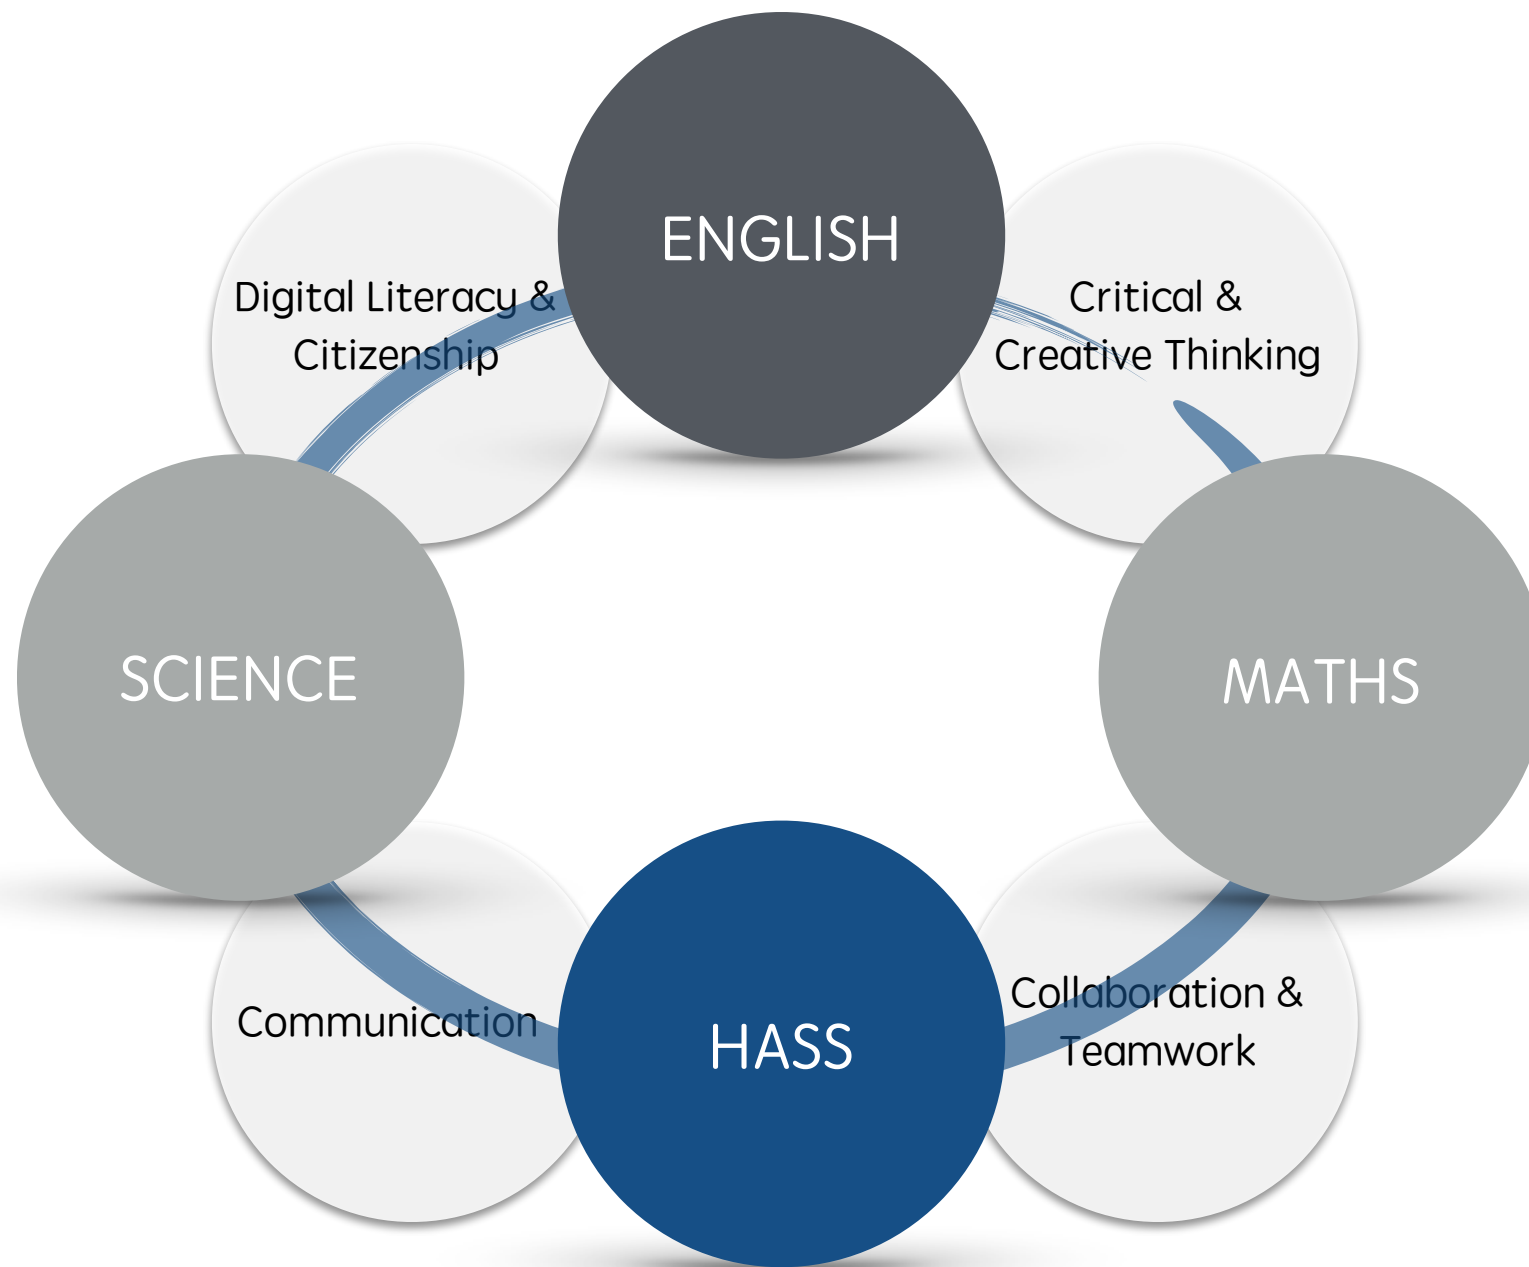 ENGLISH
Digital Literacy &
Citizenship
Critical &
Creative Thinking
SCIENCE
MATHS
Communication
HASS
Collaboration &
Teamwork